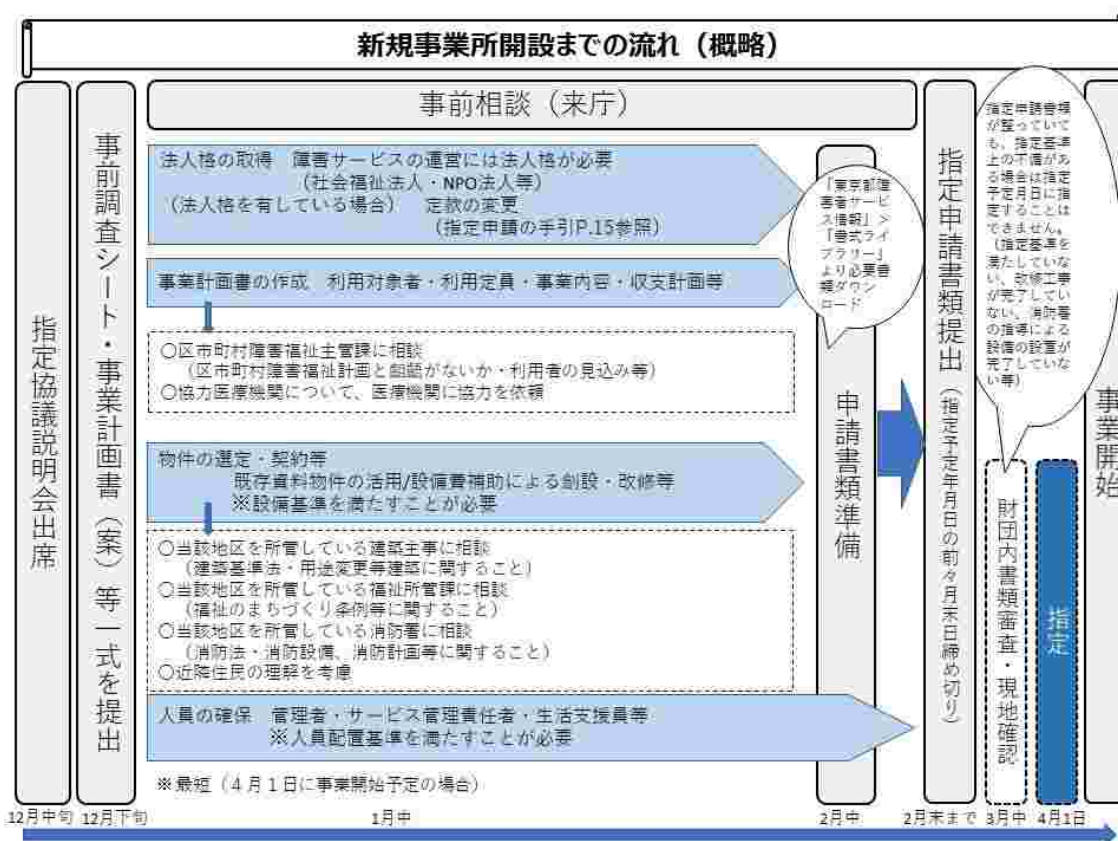 新規事業所開設までの流れ（概略）
指定協議説明会出席
事前調査シート・事業計画書（案）等一式を提出
事前相談（来庁）
法人格の取得　障害サービスの運営には法人格が必要
（社会福祉法人・NPO法人等）
（法人格を有している場合）　定款の変更
（指定申請の手引P.15参照）
事業計画書の作成　利用対象者・利用定員・事業内容・収支計画等
○区市町村障害福祉主管課に相談
（区市町村障害福祉計画と齟齬がないか・利用者の見込み等）
○協力医療機関について、医療機関に協力を依頼
物件の選定・契約等
既存資料物件の活用/設備費補助による創設・改修等
※設備基準を満たすことが必要
○当該地区を所管している建築主事に相談
（建築基準法・用途変更等建築に関すること）
○当該地区を所管している福祉所管課に相談
（福祉のまちづくり条例等に関すること）
○当該地区を所管している消防署に相談
（消防法・消防設備、消防計画等に関すること）
○近隣住民の理解を考慮
人員の確保　管理者・サービス管理責任者・生活支援員等
※人員配置基準を満たすことが必要
※最短（４月１日に事業開始予定の場合）
「東京都障
害者サービ
ス情報」＞
「書式ライ
ブラリー」
より必要書
類ダウン
ロード
申請書類準備
指定申請書類提出（指定予定年月日の前々月末日締め切り）
指定申請書類
が整っていて
も、指定基準
上の不備があ
る場合は指定
予定月日に指
定することは
できません。
（指定基準を
満たしていな
い、改修工事
が完了してい
ない、消防署
の指導による
設備の設置が
完了していな
い等）
財団内書類審査・現地確認
指定
事業開始
12月中旬
12月下旬
1月中
2月中
2月末まで
3月中
4月1日